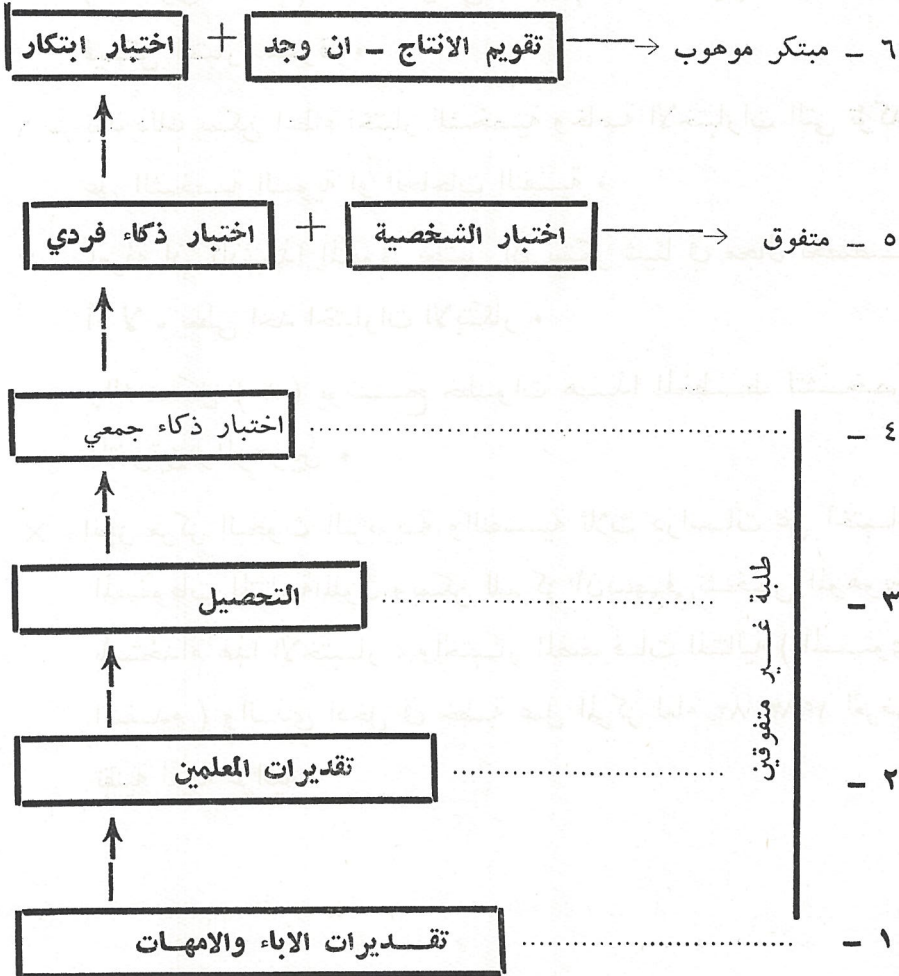 ٦ – مبتكر موهوب ← تقويم الانتاج – ان وجد + اختبار ابتكار
٥ – متفوق ← اختبار الشخصية + اختبار ذكاء فردي
٤ – اختبار ذكاء جمعي
٣ – التحصيل
طلبة غير متفوقين
٢ – تقديرات المعلمين
١ – تقديرات الاباء والامهات